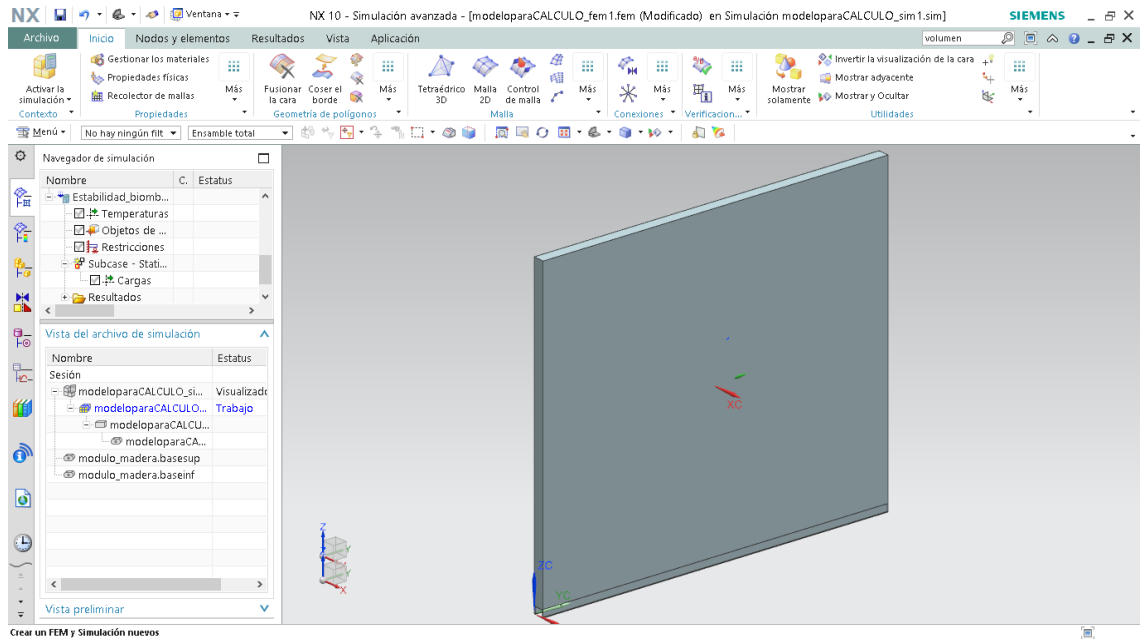 NX
Ventana
NX 10 - Simulación avanzada - [modeloparaCALCULO_fem1.fem (Modificado)  en Simulación modeloparaCALCULO_sim1.sim]
SIEMENS
Archivo
Inicio
Nodos y elementos
Resultados
Vista
Aplicación
volumen
Activar la simulación
Contexto
Gestionar los materiales
Propiedades físicas
Recolector de mallas
Más
Propiedades
Fusionar la cara
Coser el borde
Más
Geometría de polígonos
Tetraédrico 3D
Malla 2D
Control de malla
Más
Malla
Más
Conexiones
Más
Verificacion...
Mostrar solamente
Invertir la visualización de la cara
Mostrar adyacente
Mostrar y Ocultar
Más
Utilidades
Menú
No hay ningún filt
Ensamble total
Navegador de simulación
Nombre
C.
Estatus
Estabilidad_biomb...
Temperaturas
Objetos de ...
Restricciones
Subcase - Stati...
Cargas
Resultados
Vista del archivo de simulación
Nombre
Estatus
Sesión
modeloparaCALCULO_si...
Visualizado
modeloparaCALCULO...
Trabajo
modeloparaCALCU...
modeloparaCA...
modulo_madera.basesup
modulo_madera.baseinf
Vista preliminar
XC
ZC
YC
Z
Y
Y
X
Crear un FEM y Simulación nuevos